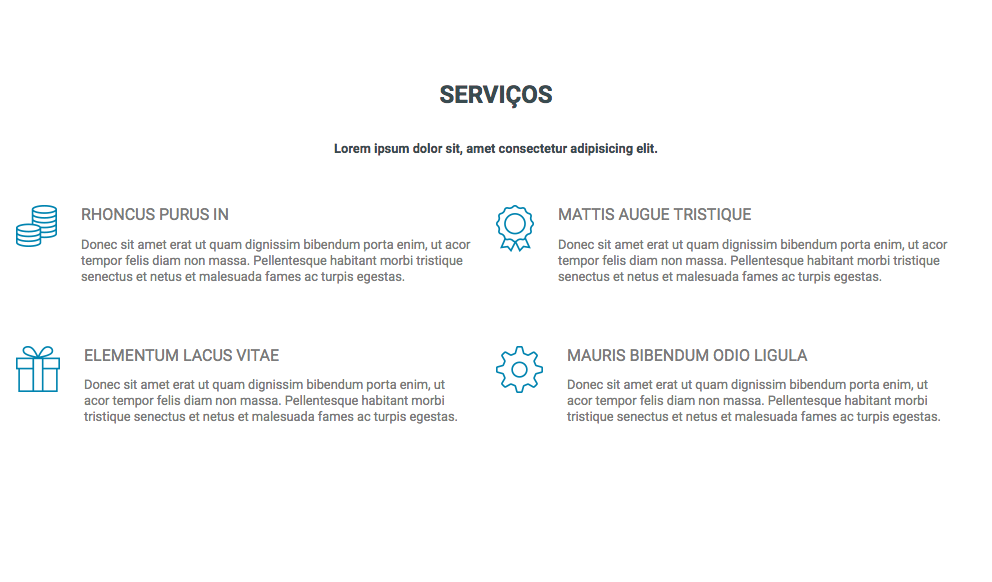 SERVIÇOS
Lorem ipsum dolor sit, amet consectetur adipisicing elit.
RHONCUS PURUS IN
Donec sit amet erat ut quam dignissim bibendum porta enim, ut acor
tempor felis diam non massa. Pellentesque habitant morbi tristique
senectus et netus et malesuada fames ac turpis egestas.
MATTIS AUGUE TRISTIQUE
Donec sit amet erat ut quam dignissim bibendum porta enim, ut acor
tempor felis diam non massa. Pellentesque habitant morbi tristique
senectus et netus et malesuada fames ac turpis egestas.
ELEMENTUM LACUS VITAE
Donec sit amet erat ut quam dignissim bibendum porta enim, ut
acor tempor felis diam non massa. Pellentesque habitant morbi
tristique senectus et netus et malesuada fames ac turpis egestas.
MAURIS BIBENDUM ODIO LIGULA
Donec sit amet erat ut quam dignissim bibendum porta enim, ut
acor tempor felis diam non massa. Pellentesque habitant morbi
tristique senectus et netus et malesuada fames ac turpis egestas.